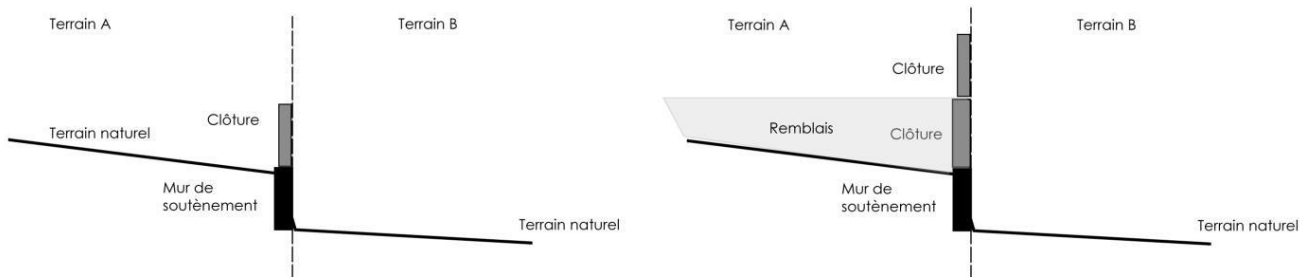 Terrain A
Terrain B
Clôture
Terrain naturel
Mur de
soutènement
Terrain naturel
Terrain A
Terrain B
Clôture
Remblais
Clôture
Mur de
soutènement
Terrain naturel